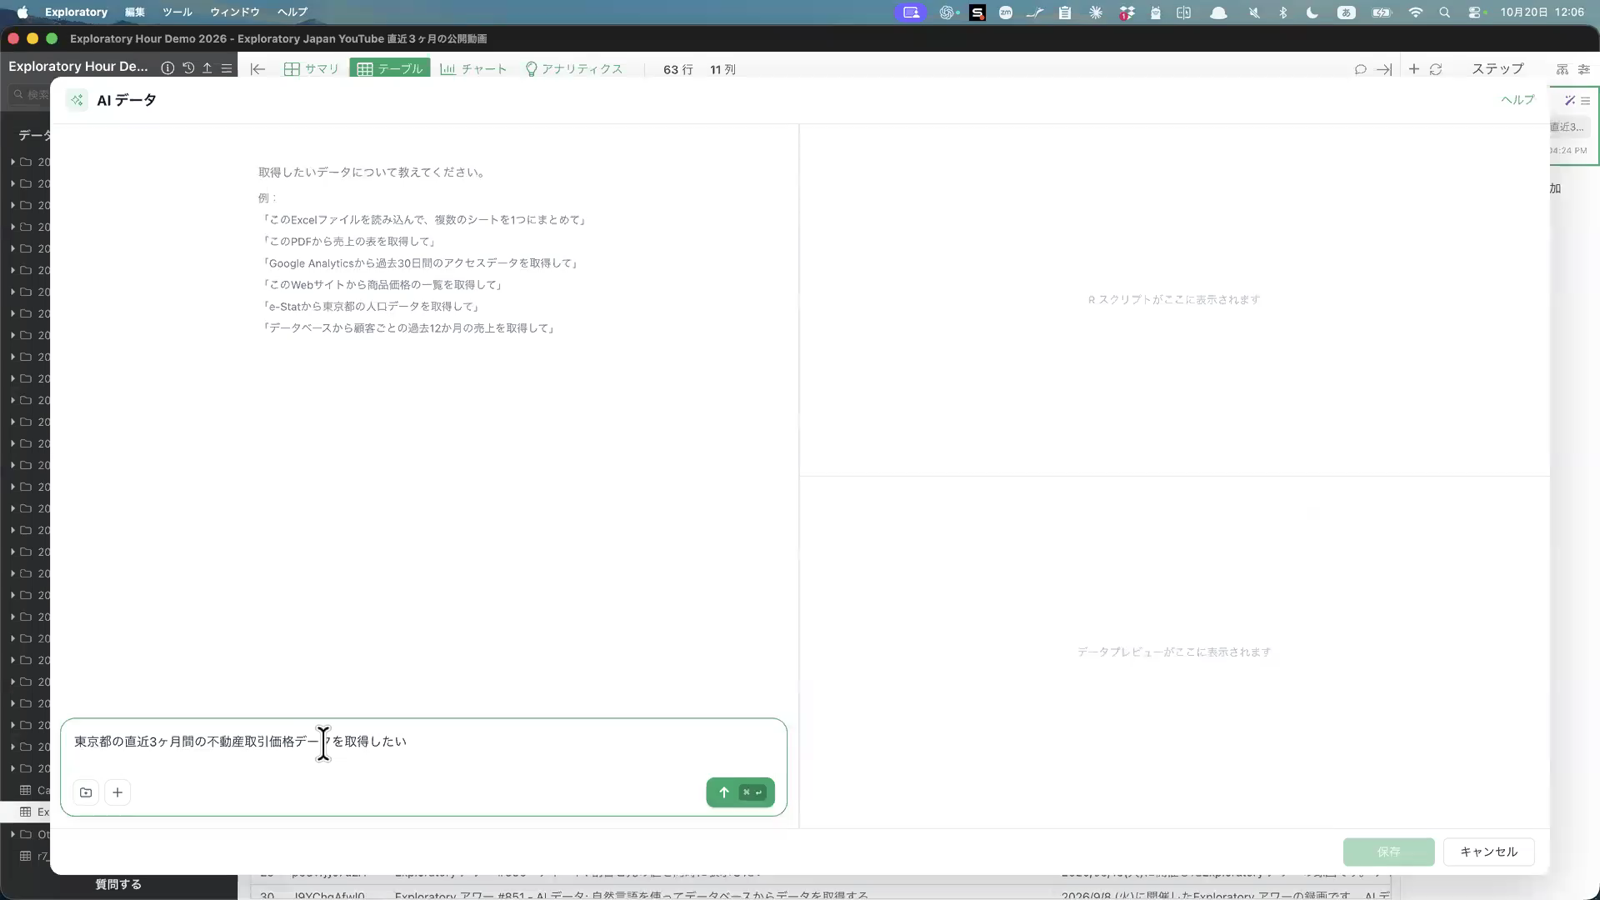 Exploratory 編集 ツール ウィンドウ ヘルプ 10月20日 12:06
Exploratory Hour Demo 2026 - Exploratory Japan YouTube 直近3ヶ月の公開動画
Exploratory Hour De... サマリ テーブル チャート アナリティクス 63 行 11 列 ステップ
AI データ
ヘルプ
取得したいデータについて教えてください。
例：
「このExcelファイルを読み込んで、複数のシートを1つにまとめて」
「このPDFから売上の表を取得して」
「Google Analyticsから過去30日間のアクセスデータを取得して」
「このWebサイトから商品価格の一覧を取得して」
「e-Statから東京都の人口データを取得して」
「データベースから顧客ごとの過去12か月の売上を取得して」
R スクリプトがここに表示されます
データプレビューがここに表示されます
東京都の直近3ヶ月間の不動産取引価格データを取得したい
保存
キャンセル
質問する
直近3...
04:24 PM
加